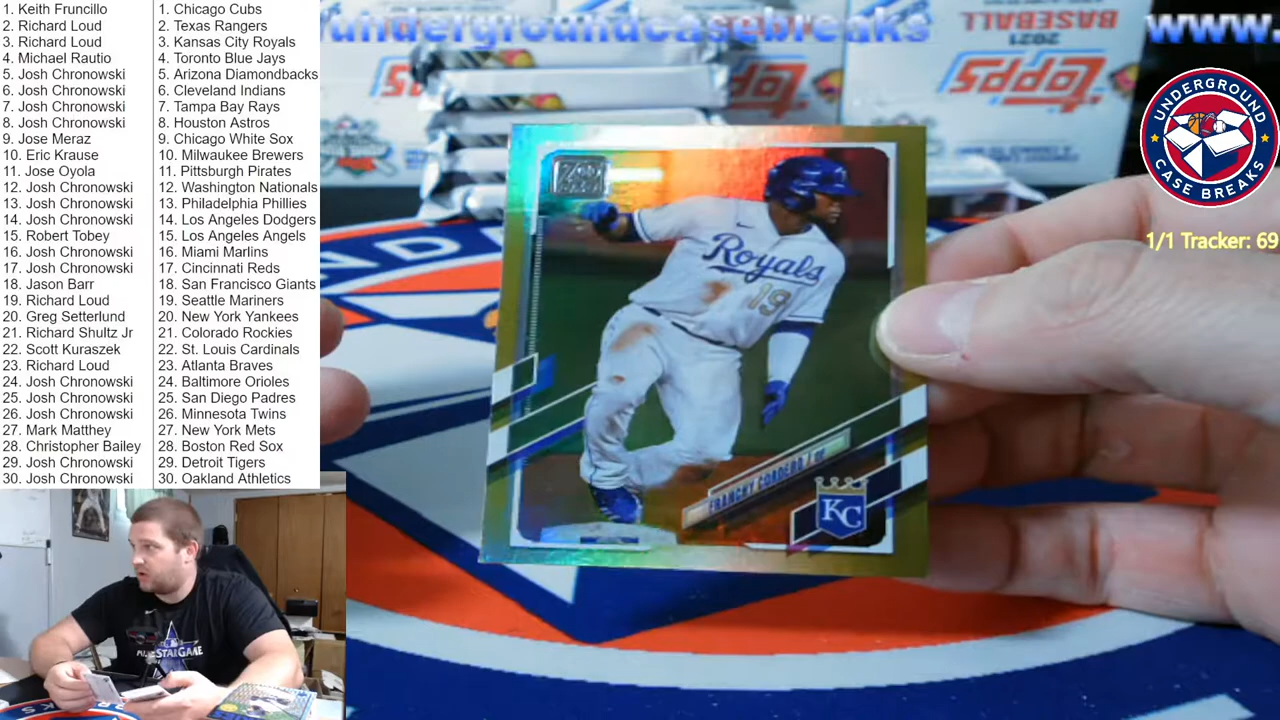 1. Keith Fruncillo
2. Richard Loud
3. Richard Loud
4. Michael Rautio
5. Josh Chronowski
6. Josh Chronowski
7. Josh Chronowski
8. Josh Chronowski
9. Jose Meraz
10. Eric Krause
11. Jose Oyola
12. Josh Chronowski
13. Josh Chronowski
14. Josh Chronowski
15. Robert Tobey
16. Josh Chronowski
17. Josh Chronowski
18. Jason Barr
19. Richard Loud
20. Greg Setterlund
21. Richard Shultz Jr
22. Scott Kuraszek
23. Richard Loud
24. Josh Chronowski
25. Josh Chronowski
26. Josh Chronowski
27. Mark Matthey
28. Christopher Bailey
29. Josh Chronowski
30. Josh Chronowski
1. Chicago Cubs
2. Texas Rangers
3. Kansas City Royals
4. Toronto Blue Jays
5. Arizona Diamondbacks
6. Cleveland Indians
7. Tampa Bay Rays
8. Houston Astros
9. Chicago White Sox
10. Milwaukee Brewers
11. Pittsburgh Pirates
12. Washington Nationals
13. Philadelphia Phillies
14. Los Angeles Dodgers
15. Los Angeles Angels
16. Miami Marlins
17. Cincinnati Reds
18. San Francisco Giants
19. Seattle Mariners
20. New York Yankees
21. Colorado Rockies
22. St. Louis Cardinals
23. Atlanta Braves
24. Baltimore Orioles
25. San Diego Padres
26. Minnesota Twins
27. New York Mets
28. Boston Red Sox
29. Detroit Tigers
30. Oakland Athletics
/undergroundcasebreaks
www.
BASEBALL
2021
topps
UNDERGROUND
CASE BREAKS
1/1 Tracker: 69
70
Royals
19
FRANCHY CORDERO / OF
KC
ND
STAR GAME